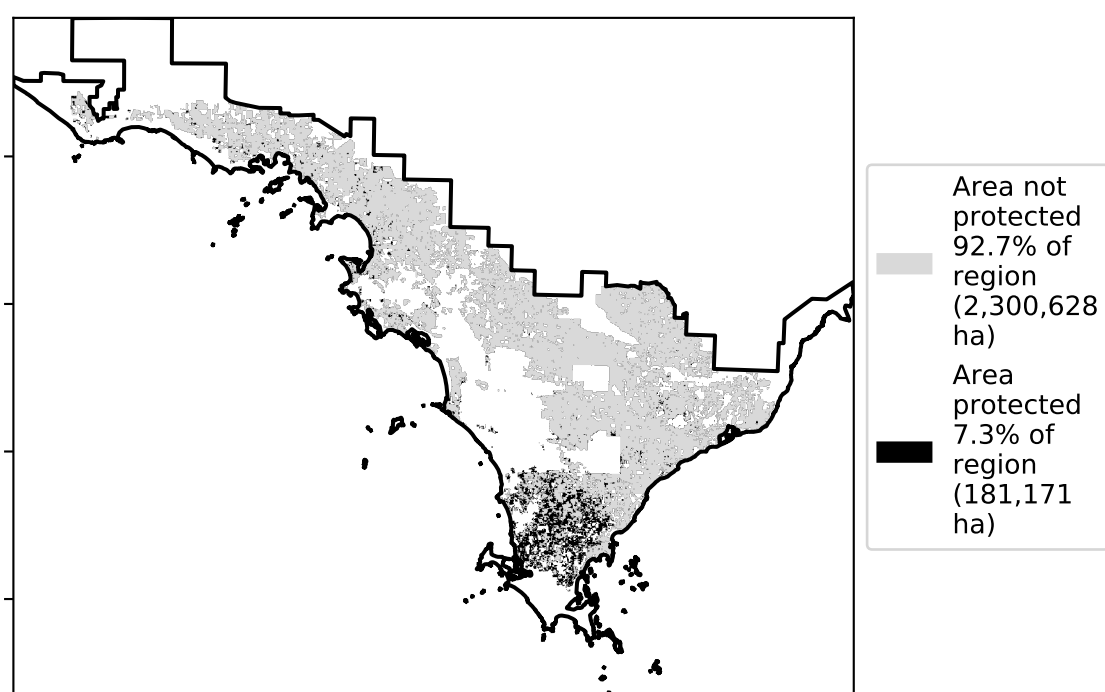 Area not
protected
92.7% of
region
(2,300,628
ha)
Area
protected
7.3% of
region
(181,171
ha)